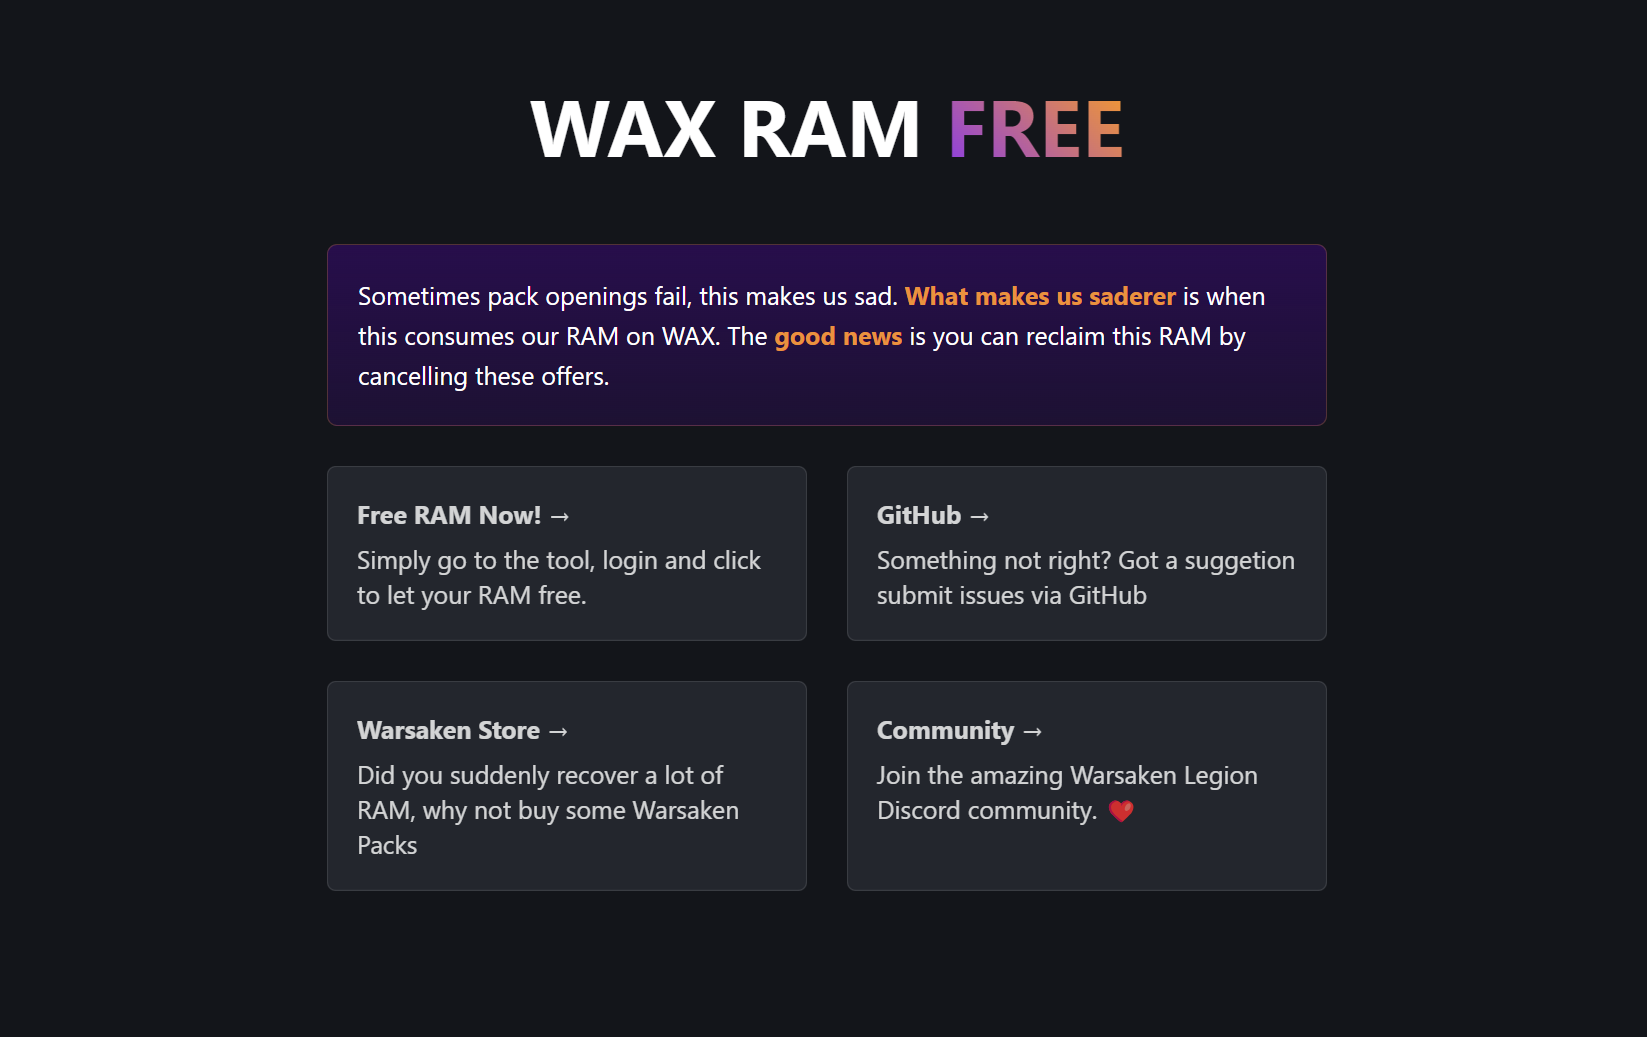 WAX RAM FREE
Sometimes pack openings fail, this makes us sad. What makes us saderer is when
this consumes our RAM on WAX. The good news is you can reclaim this RAM by
cancelling these offers.
Free RAM Now! →
Simply go to the tool, login and click
to let your RAM free.
GitHub →
Something not right? Got a suggetion
submit issues via GitHub
Warsaken Store →
Did you suddenly recover a lot of
RAM, why not buy some Warsaken
Packs
Community →
Join the amazing Warsaken Legion
Discord community. ❤️